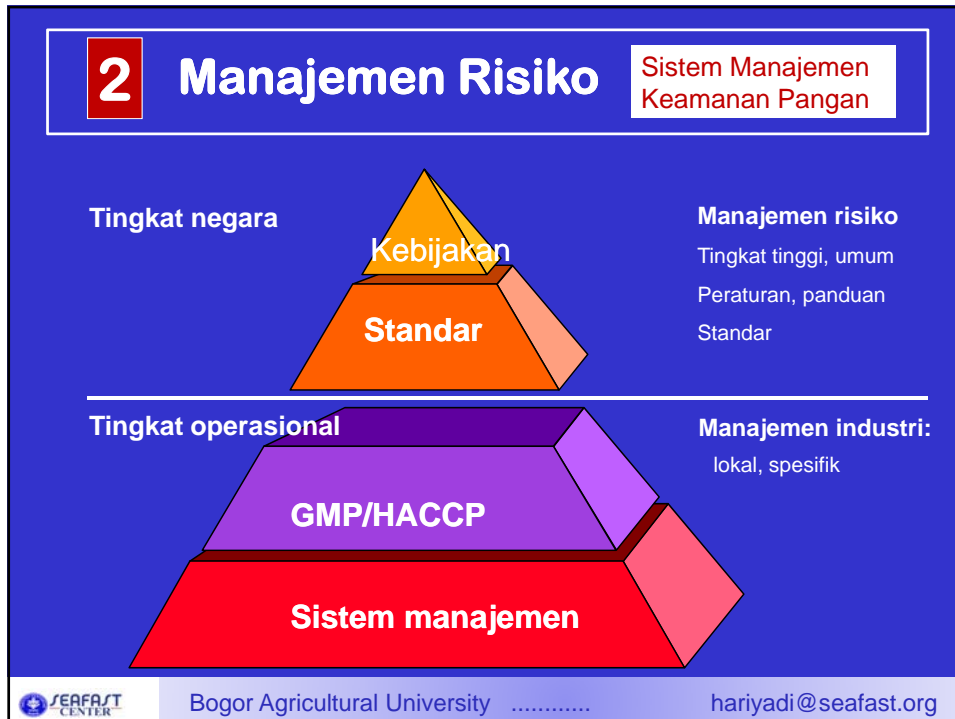 2
Manajemen Risiko
Sistem Manajemen
Keamanan Pangan
Tingkat negara
Kebijakan
Standar
Manajemen risiko
Tingkat tinggi, umum
Peraturan, panduan
Standar
Tingkat operasional
GMP/HACCP
Sistem manajemen
Manajemen industri:
lokal, spesifik
SEAFAST
CENTER
Bogor Agricultural University ............
hariyadi@seafast.org